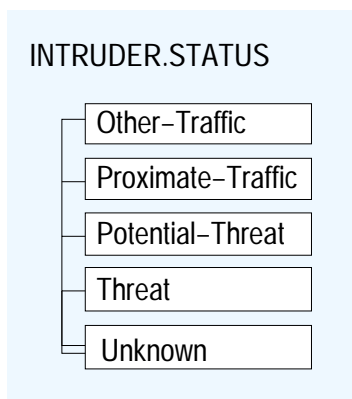 INTRUDER.STATUS
Other−Traffic
Proximate−Traffic
Potential−Threat
Threat
Unknown